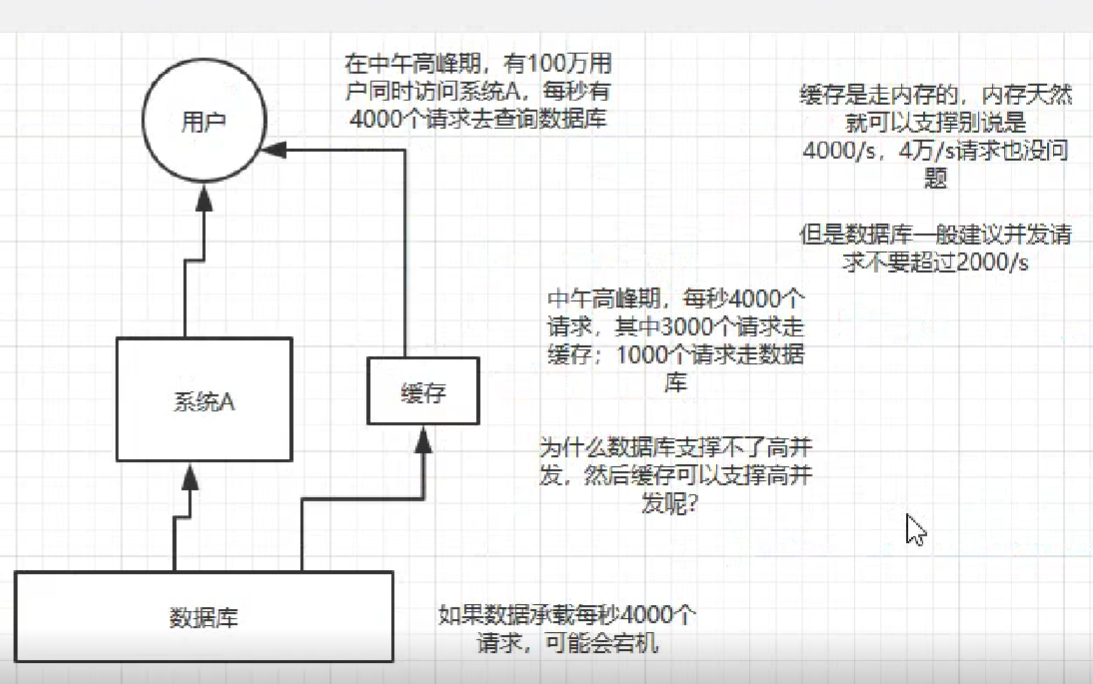 在中午高峰期，有100万用
户同时访问系统A，每秒有
4000个请求去查询数据库
用户
缓存是走内存的，内存天然
就可以支撑别说是
4000/s，4万/s请求也没问
题
但是数据库一般建议并发请
求不要超过2000/s
中午高峰期，每秒4000个
请求，其中3000个请求走
缓存；1000个请求走数据
库
系统A
缓存
为什么数据库支撑不了高并
发，然后缓存可以支撑高并
发呢？
数据库
如果数据承载每秒4000个
请求，可能会宕机